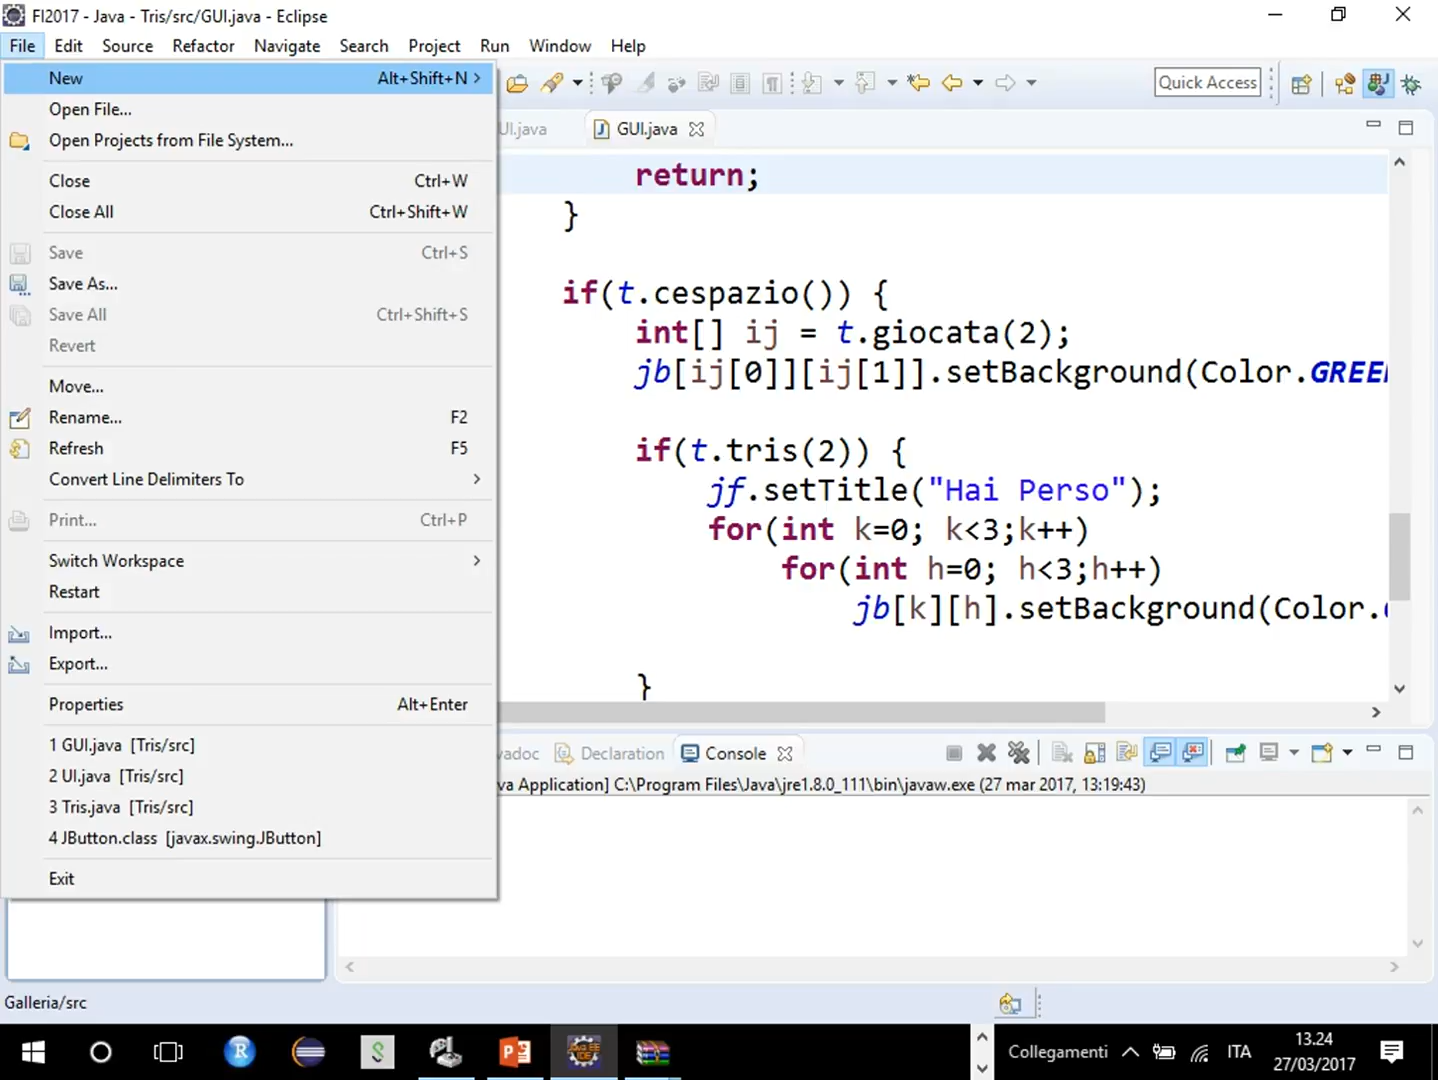 FI2017 - Java - Tris/src/GUI.java - Eclipse
File Edit Source Refactor Navigate Search Project Run Window Help
New Alt+Shift+N
Open File...
Open Projects from File System...
Close Ctrl+W
Close All Ctrl+Shift+W
Save Ctrl+S
Save As...
Save All Ctrl+Shift+S
Revert
Move...
Rename... F2
Refresh F5
Convert Line Delimiters To
Print... Ctrl+P
Switch Workspace
Restart
Import...
Export...
Properties Alt+Enter
1 GUI.java [Tris/src]
2 UI.java [Tris/src]
3 Tris.java [Tris/src]
4 JButton.class [javax.swing.JButton]
Exit
Quick Access
UI.java GUI.java
return;
}
if(t.cespazio()) {
int[] ij = t.giocata(2);
jb[ij[0]][ij[1]].setBackground(Color.GREE
if(t.tris(2)) {
jf.setTitle("Hai Perso");
for(int k=0; k<3;k++)
for(int h=0; h<3;h++)
jb[k][h].setBackground(Color.
}
vadoc Declaration Console
va Application] C:\Program Files\Java\jre1.8.0_111\bin\javaw.exe (27 mar 2017, 13:19:43)
Galleria/src
Collegamenti ITA
13.24
27/03/2017